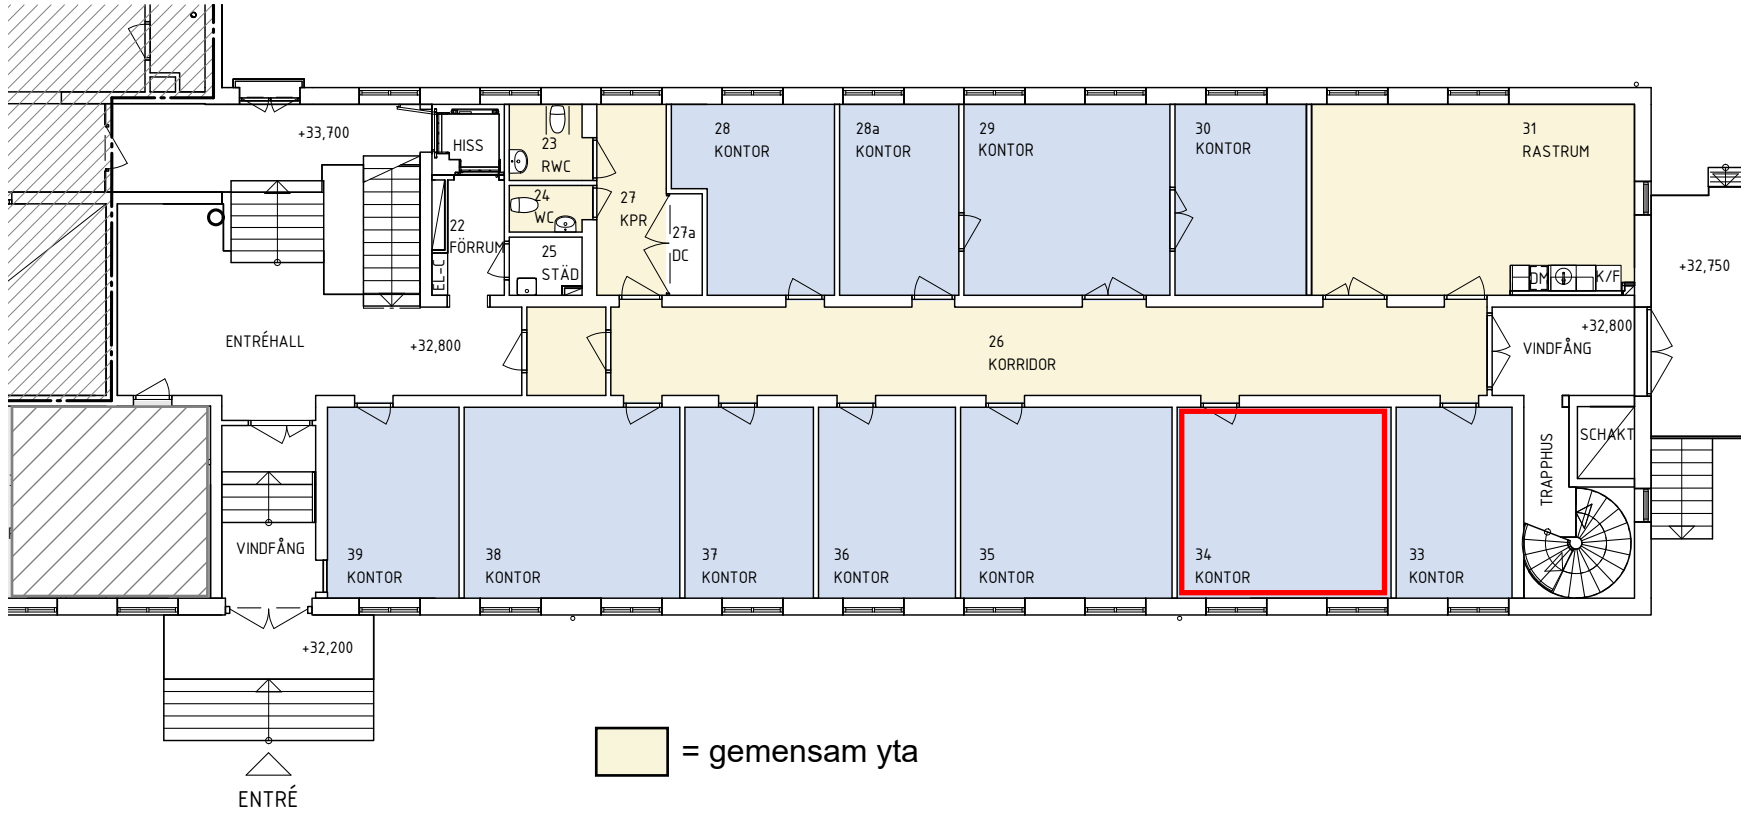 +33,700
HISS
23
RWC
24
WC
25
STÄD
22
FÖRRUM
EL-C
27
KPR
27a
DC
28
KONTOR
28a
KONTOR
29
KONTOR
30
KONTOR
31
RASTRUM
DM
K/F
+32,750
ENTRÉHALL
+32,800
26
KORRIDOR
+32,800
VINDFÅNG
SCHAKT
TRAPPHUS
VINDFÅNG
39
KONTOR
38
KONTOR
37
KONTOR
36
KONTOR
35
KONTOR
34
KONTOR
33
KONTOR
+32,200
ENTRÉ
= gemensam yta